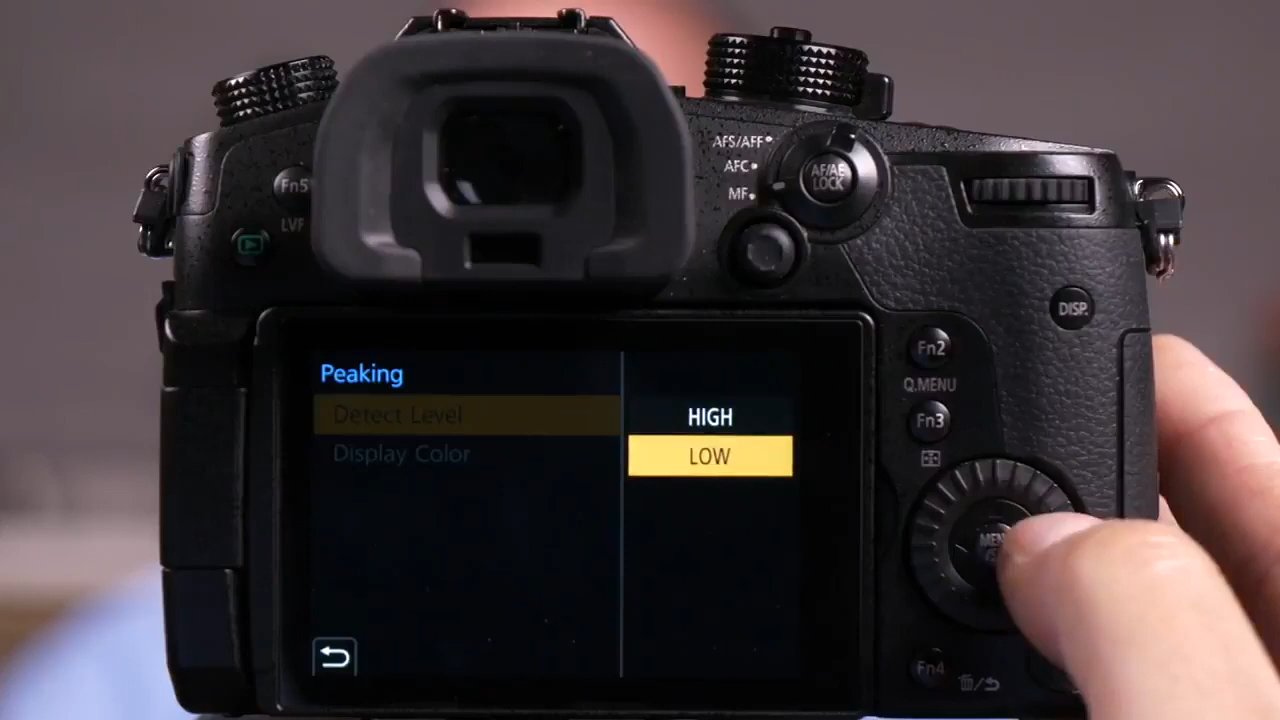 AFS/AFF
AFC
MF
AF/AE
LOCK
Fn5
LVF
DISP.
Fn2
Q.MENU
Fn3
Peaking
Detect Level
Display Color
HIGH
LOW
Fn4